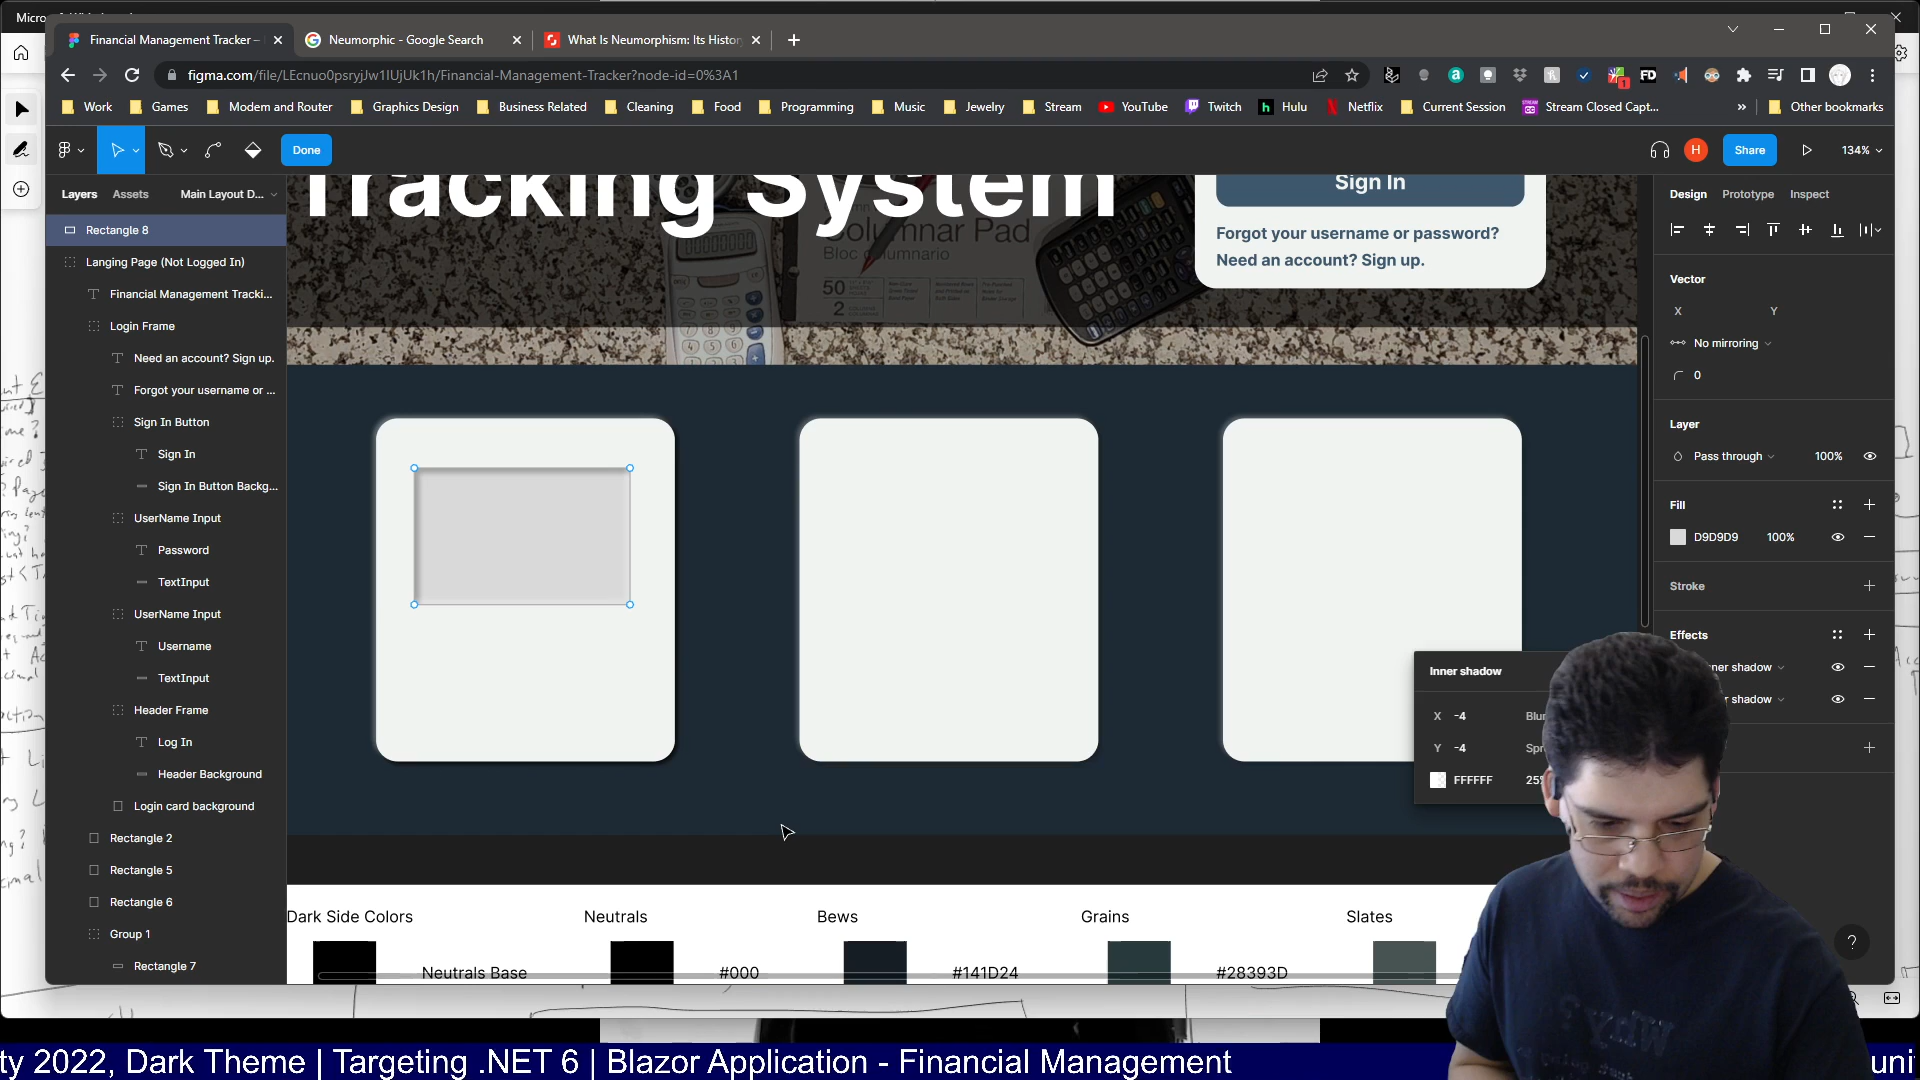 Financial Management Tracker –
Neumorphic - Google Search
What Is Neumorphism: Its Histor
figma.com/file/LEcnuo0psryjJw1IUjUk1h/Financial-Management-Tracker?node-id=0%3A1
Work
Games
Modem and Router
Graphics Design
Business Related
Cleaning
Food
Programming
Music
Jewelry
Stream
YouTube
Twitch
Hulu
Netflix
Current Session
Stream Closed Capt...
Other bookmarks
Done
H
Share
134%
Layers
Assets
Main Layout D...
Design
Prototype
Inspect
Rectangle 8
Langing Page (Not Logged In)
Financial Management Tracki...
Login Frame
Need an account? Sign up.
Forgot your username or ...
Sign In Button
Sign In
Sign In Button Backg...
UserName Input
Password
TextInput
UserName Input
Username
TextInput
Header Frame
Log In
Header Background
Login card background
Rectangle 2
Rectangle 5
Rectangle 6
Group 1
Rectangle 7
Tracking System
Columnar Pad
Bloc columnario
50
2
Sign In
Forgot your username or password?
Need an account? Sign up.
Vector
X
Y
No mirroring
0
Layer
Pass through
100%
Fill
D9D9D9
100%
Stroke
Effects
Inner shadow
X
-4
Y
-4
FFFFFF
Dark Side Colors
Neutrals
Bews
Grains
Slates
Neutrals Base
#000
#141D24
#28393D
?
ty 2022, Dark Theme | Targeting .NET 6 | Blazor Application - Financial Management
uni